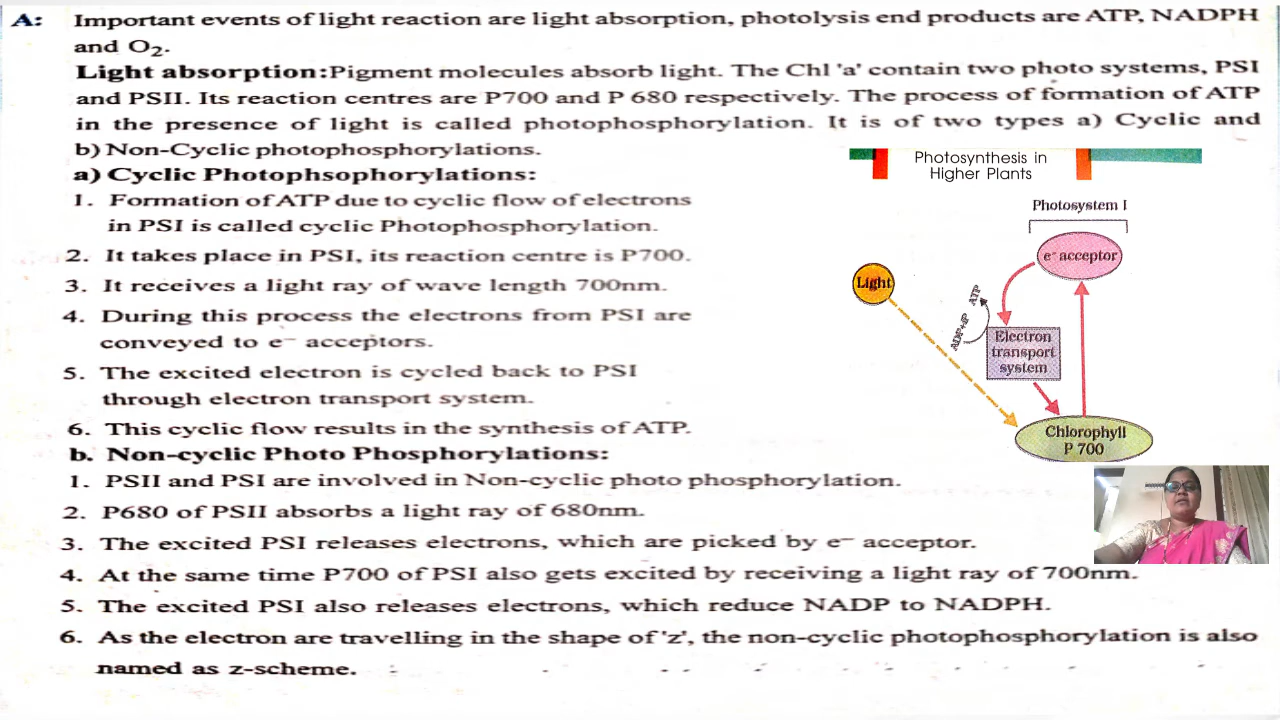 A: Important events of light reaction are light absorption, photolysis end products are ATP, NADPH
and O₂.
Light absorption:Pigment molecules absorb light. The Chl 'a' contain two photo systems, PSI
and PSII. Its reaction centres are P700 and P 680 respectively. The process of formation of ATP
in the presence of light is called photophosphorylation. It is of two types a) Cyclic and
b) Non-Cyclic photophosphorylations.
a) Cyclic Photophsophorylations:
1. Formation of ATP due to cyclic flow of electrons
in PSI is called cyclic Photophosphorylation.
2. It takes place in PSI, its reaction centre is P700.
3. It receives a light ray of wave length 700nm.
4. During this process the electrons from PSI are
conveyed to e⁻ acceptors.
5. The excited electron is cycled back to PSI
through electron transport system.
6. This cyclic flow results in the synthesis of ATP.
Photosynthesis in
Higher Plants
Photosystem I
e⁻ acceptor
Light
ADP+iP ATP
Electron
transport
system
Chlorophyll
P 700
b. Non-cyclic Photo Phosphorylations:
1. PSII and PSI are involved in Non-cyclic photo phosphorylation.
2. P680 of PSII absorbs a light ray of 680nm.
3. The excited PSI releases electrons, which are picked by e⁻ acceptor.
4. At the same time P700 of PSI also gets excited by receiving a light ray of 700nm.
5. The excited PSI also releases electrons, which reduce NADP to NADPH.
6. As the electron are travelling in the shape of 'z', the non-cyclic photophosphorylation is also
named as z-scheme.